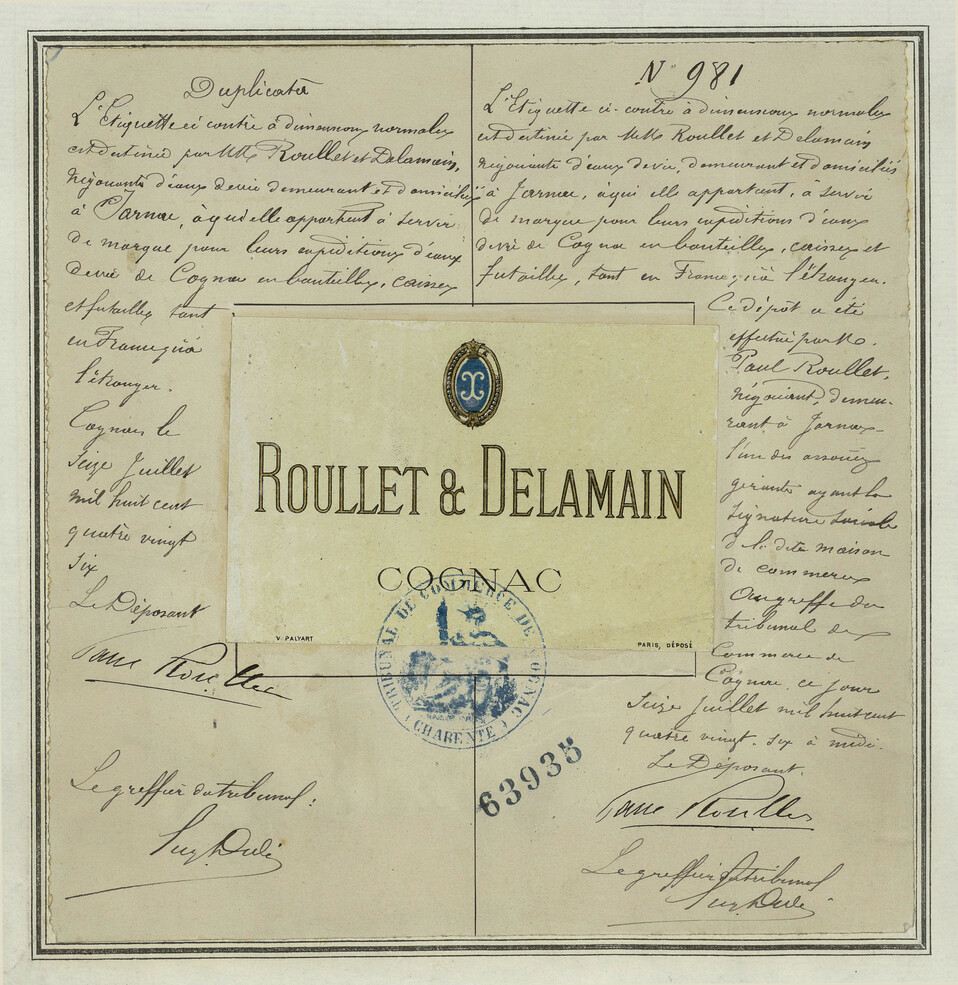 Duplicata
L'Etiquette ci contre à dimensions normales
est destinée par MM. Roullet et Delamain,
négociants d'eaux de vie demeurant et domiciliés
à Jarnac, à qui elle appartient à servir
de marque pour leurs expéditions d'eaux
de vie de Cognac en bouteilles, caisses
et futailles tant
en France qu'à
l'étranger.
Cognac le
seize Juillet
mil huit cent
quatre vingt
six
Le Déposant
Paul Roullet
Le greffier du tribunal :
N° 981
L'Etiquette ci-contre à dimensions normales
est destinée par MM. Roullet et Delamain
négociants d'eaux de vie, demeurant et domiciliés
à Jarnac, à qui elle appartient, à servir
de marque pour leurs expéditions d'eaux
de vie de Cognac en bouteilles, caisses et
futailles, tant en France qu'à l'étranger.
Ce dépôt a été
effectué par M.
Paul Roullet,
négociant, demeu-
rant à Jarnac
l'un des associés
gérants ayant la
signature sociale
de la dite maison
de commerce
au greffe du
tribunal de
Commerce de
Cognac, ce jour
seize Juillet mil huit cent
quatre vingt-six à midi.
Le Déposant.
Paul Roullet
Le greffier du tribunal
ROULLET & DELAMAIN
COGNAC
V. PALYART
PARIS, DÉPOSÉ
TRIBUNAL DE COMMERCE DE COGNAC
(CHARENTE)
63935